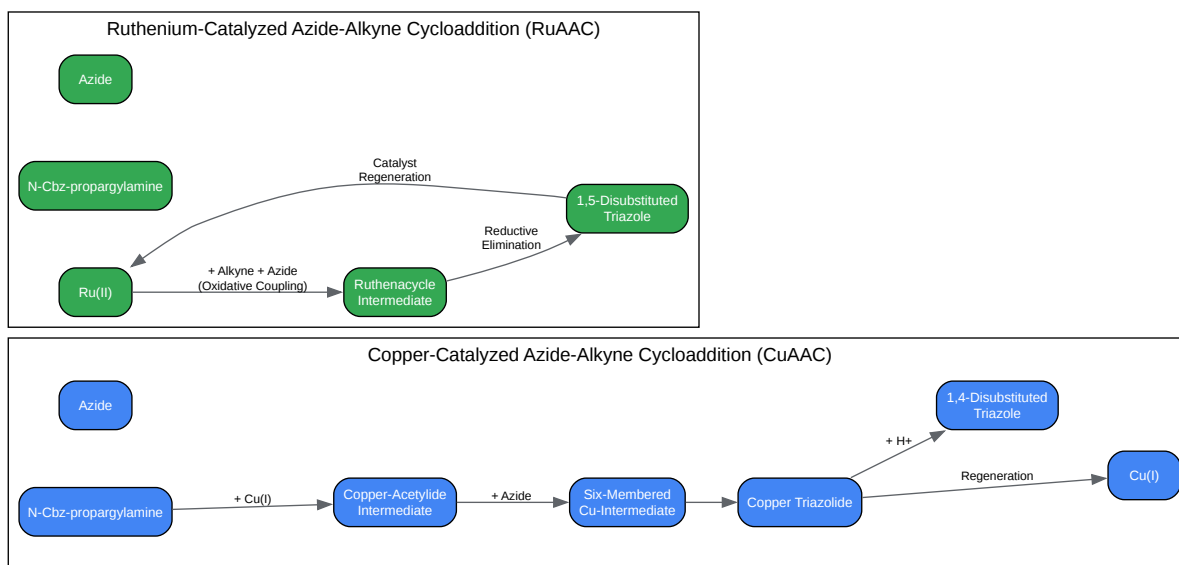 Ruthenium-Catalyzed Azide-Alkyne Cycloaddition (RuAAC)
Azide
N-Cbz-propargylamine
Catalyst
Regeneration
1,5-Disubstituted
Triazole
Reductive
Elimination
+ Alkyne + Azide
(Oxidative Coupling)
Ru(II)
Ruthenacycle
Intermediate
Copper-Catalyzed Azide-Alkyne Cycloaddition (CuAAC)
Azide
1,4-Disubstituted
Triazole
+ H+
N-Cbz-propargylamine
+ Cu(I)
Copper-Acetylide
Intermediate
+ Azide
Six-Membered
Cu-Intermediate
Copper Triazolide
Regeneration
Cu(I)